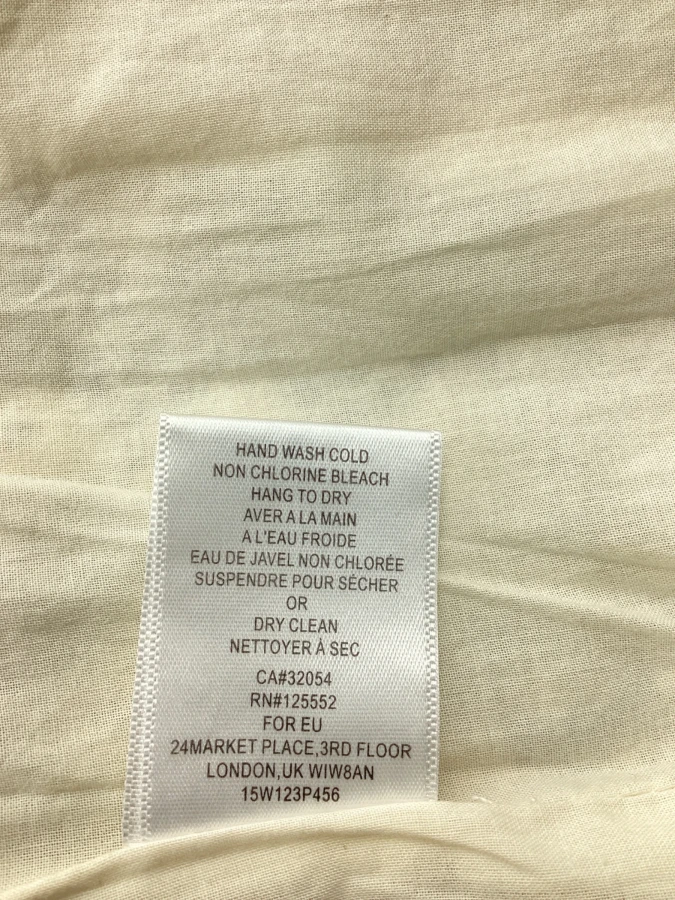 HAND WASH COLD
NON CHLORINE BLEACH
HANG TO DRY
AVER A LA MAIN
A L'EAU FROIDE
EAU DE JAVEL NON CHLORÉE
SUSPENDRE POUR SÉCHER
OR
DRY CLEAN
NETTOYER À SEC
CA#32054
RN#125552
FOR EU
24MARKET PLACE,3RD FLOOR
LONDON,UK WIW8AN
15W123P456